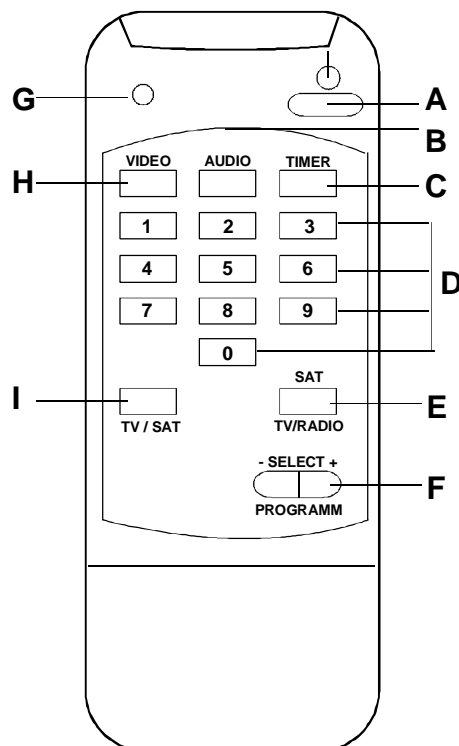 G
A
B
VIDEO AUDIO TIMER
H
C
1 2 3
4 5 6
D
7 8 9
0
I
SAT
E
TV / SAT
TV/RADIO
- SELECT +
F
PROGRAMM